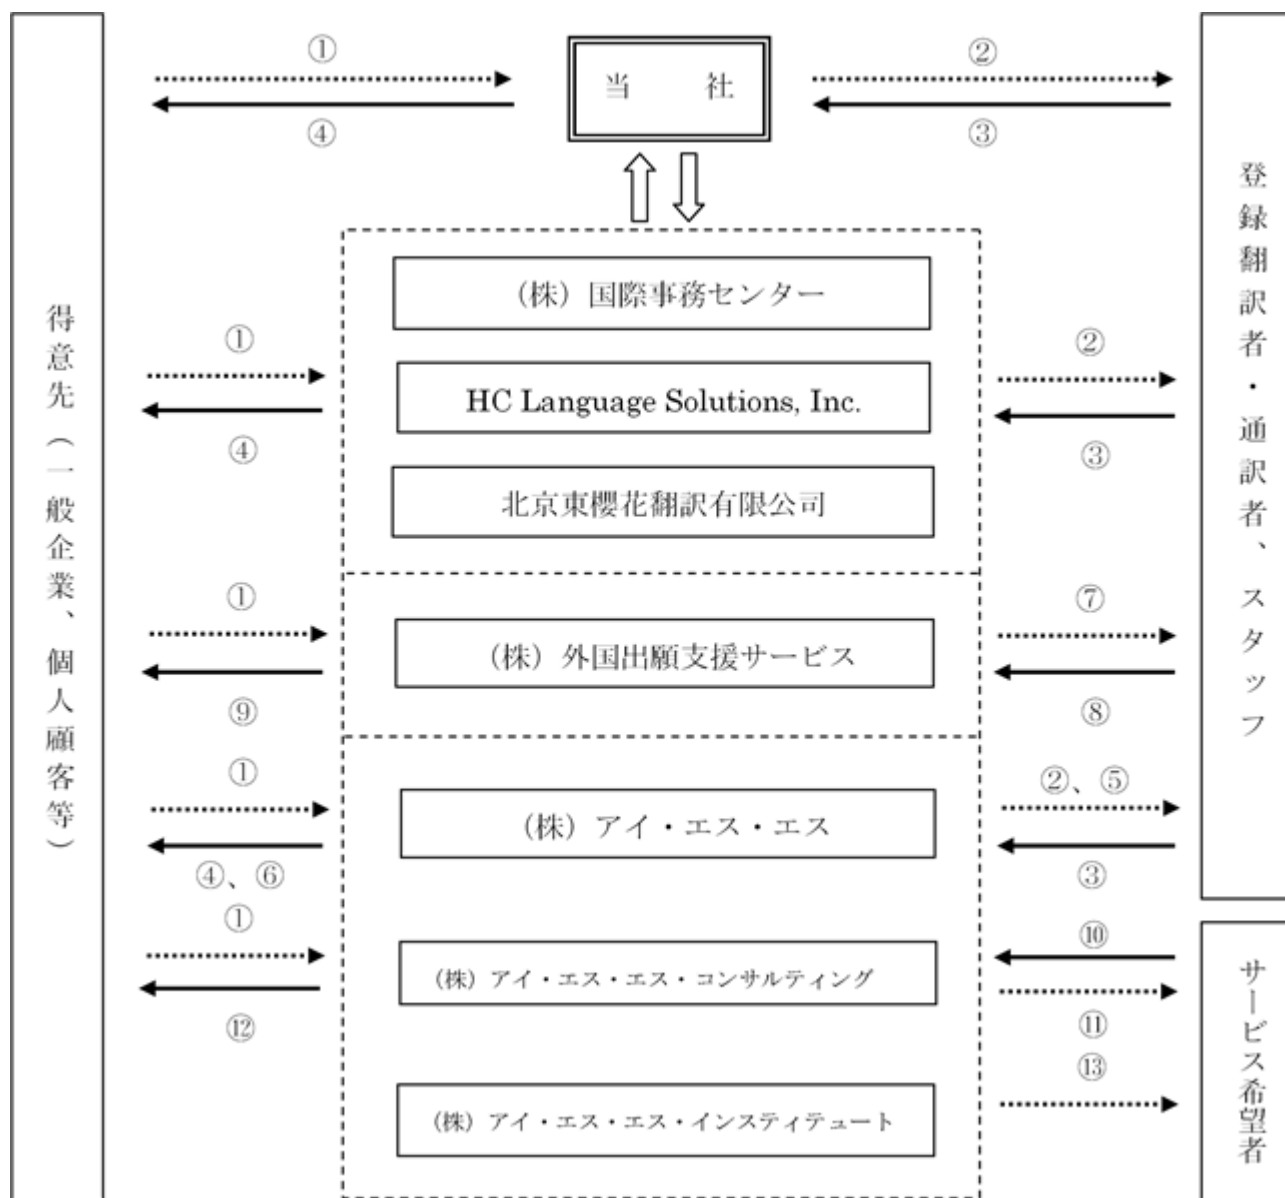 ① ②
当 社
④ ③
得意先（一般企業、個人顧客等）
登録翻訳者・通訳者、スタッフ
（株）国際事務センター
① ②
HC Language Solutions, Inc.
④ ③
北京東櫻花翻訳有限公司
① ⑦
（株）外国出願支援サービス
⑨ ⑧
① ②、⑤
（株）アイ・エス・エス
④、⑥ ③
① ⑩
（株）アイ・エス・エス・コンサルティング
⑫ ⑪
サービス希望者
⑬
（株）アイ・エス・エス・インスティテュート